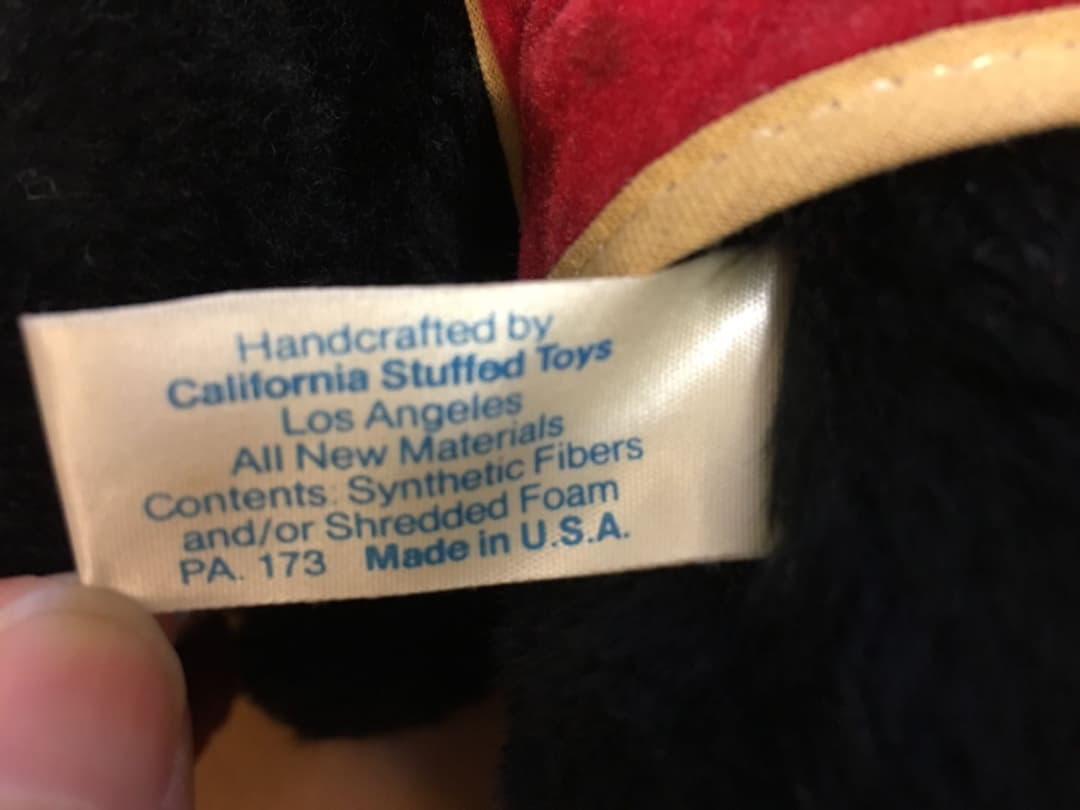 Handcrafted by
California Stuffed Toys
Los Angeles
All New Materials
Contents: Synthetic Fibers
and/or Shredded Foam
PA. 173 Made in U.S.A.